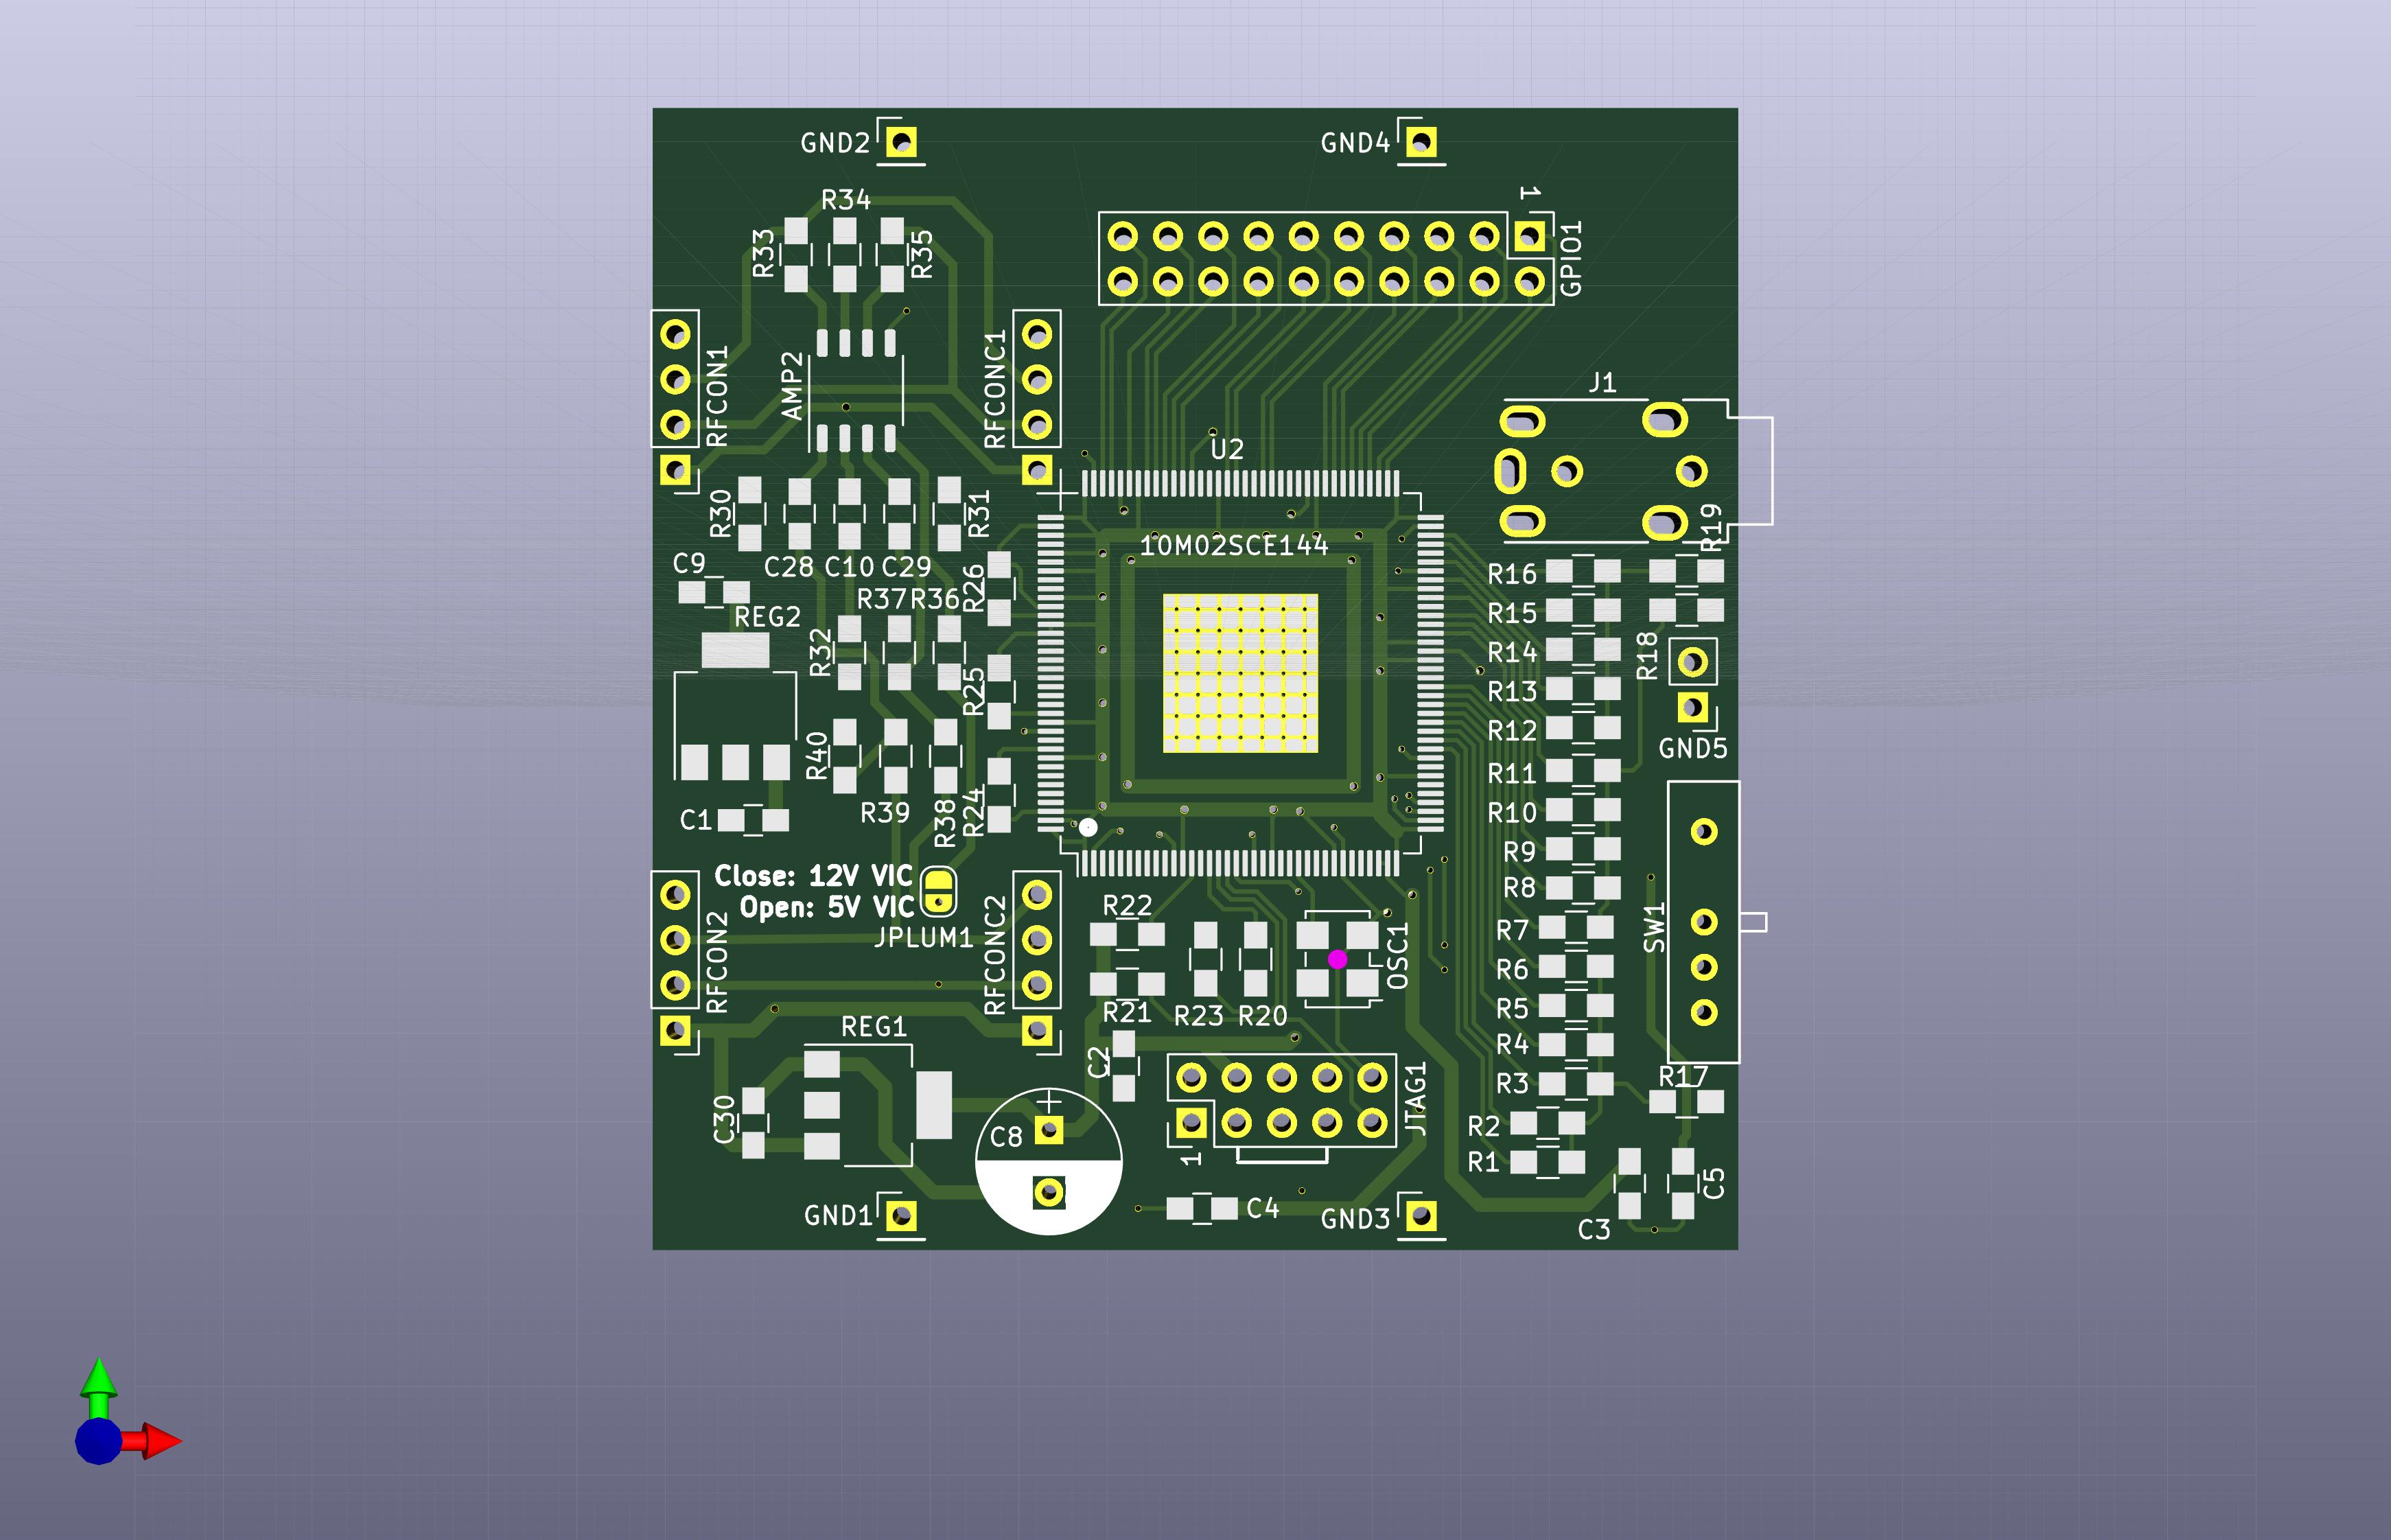 GND2
GND4
R34
1
R33
R35
GPIO1
RFCON1
AMP2
RFCONC1
J1
U2
R30
R31
R19
10M02SCE144
C9
C28
C10
C29
R26
R16
R37
R36
R15
REG2
R32
R14
R18
R25
R13
R12
R40
GND5
R11
C1
R39
R38
R24
R10
R9
Close: 12V VIC
R8
Open: 5V VIC
R22
JPLUM1
RFCON2
RFCONC2
OSC1
R7
SW1
R6
R21
R23
R20
R5
REG1
R4
C2
R3
R17
C30
C8
JTAG1
R2
1
R1
C5
GND1
C4
GND3
C3